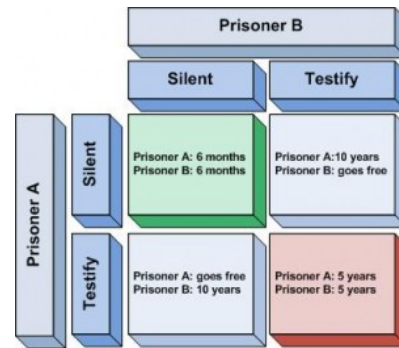 Prisoner B
Silent
Testify
Prisoner A
Silent
Prisoner A: 6 months
Prisoner B: 6 months
Prisoner A:10 years
Prisoner B: goes free
Testify
Prisoner A: goes free
Prisoner B: 10 years
Prisoner A: 5 years
Prisoner B: 5 years